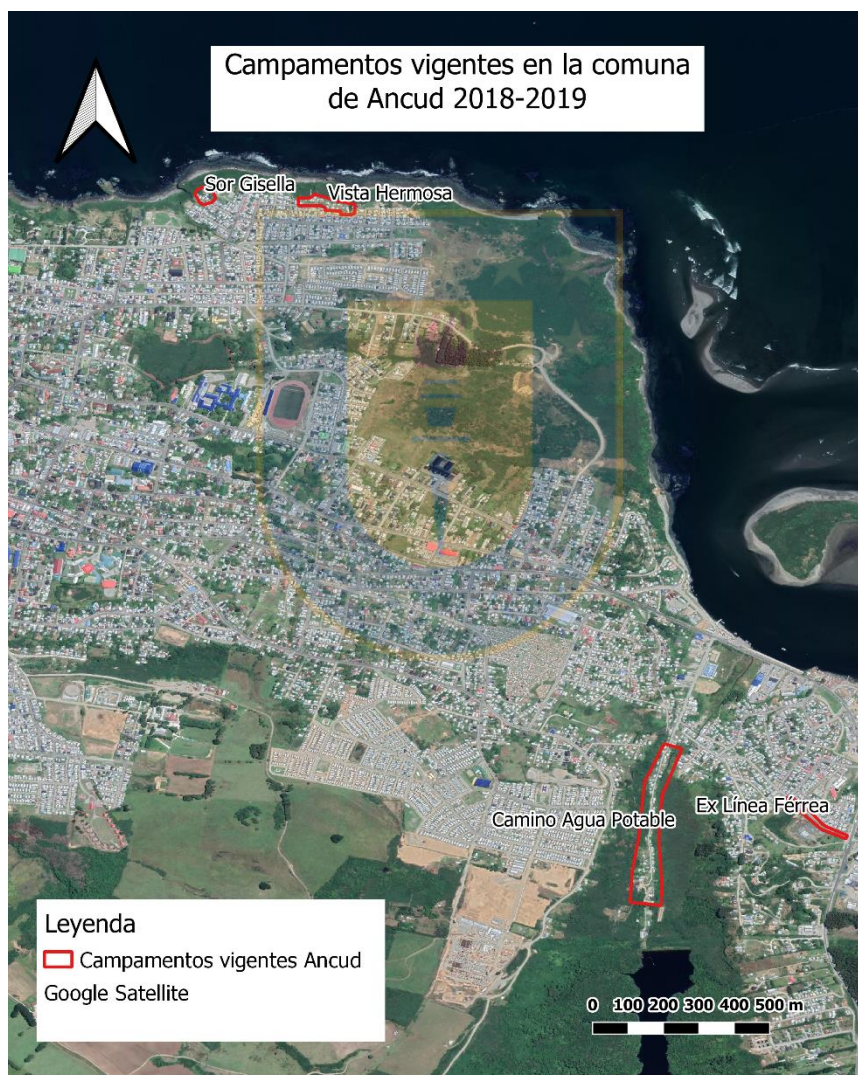 Campamentos vigentes en la comuna
de Ancud 2018-2019
Sor Gisella
Vista Hermosa
Camino Agua Potable
Ex Línea Férrea
Leyenda
Campamentos vigentes Ancud
Google Satellite
0 100 200 300 400 500 m